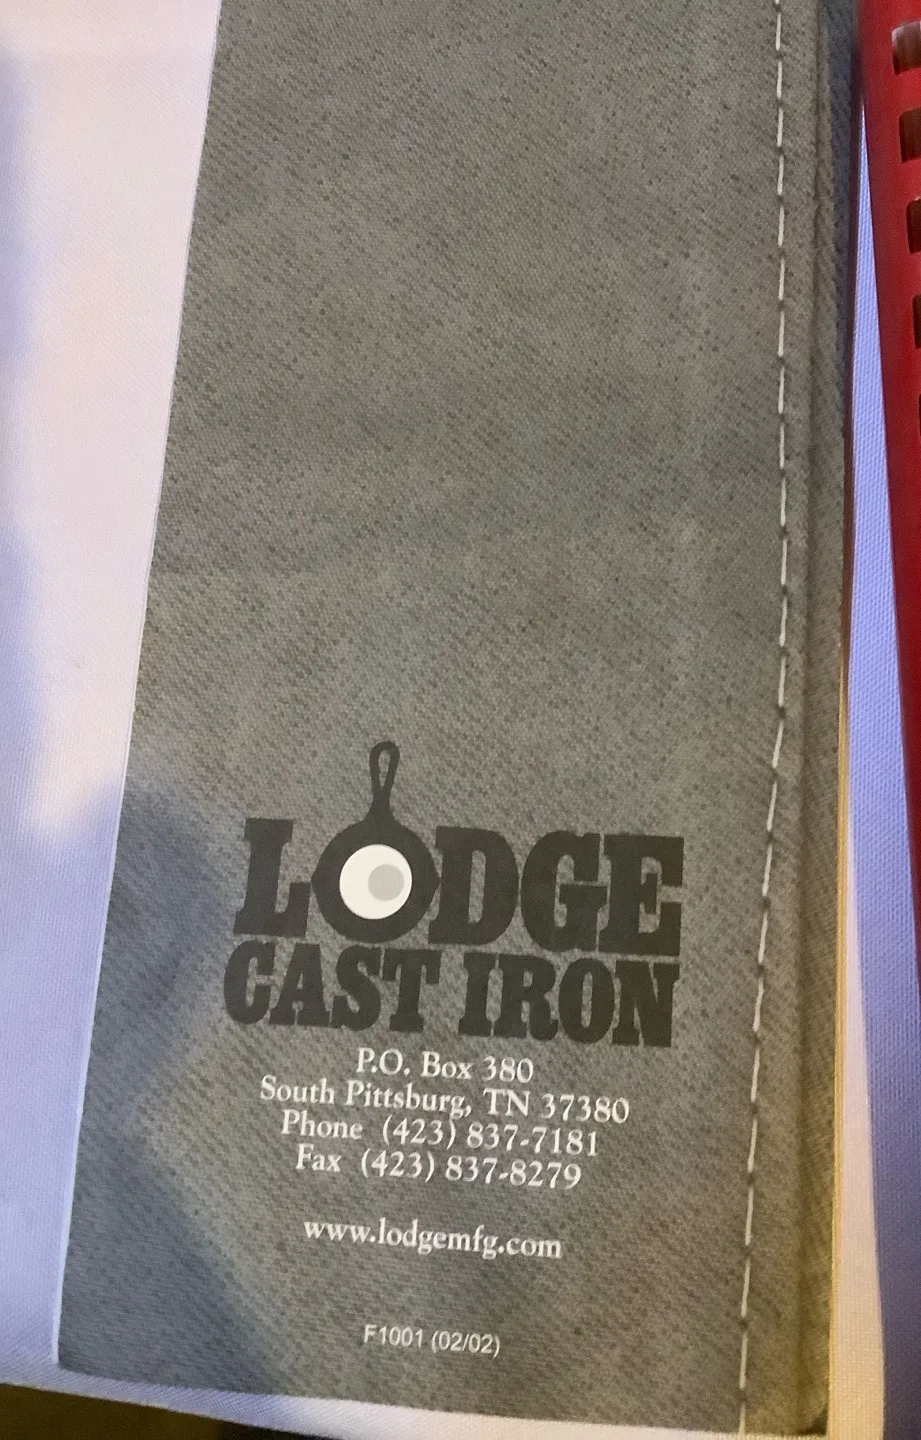 LODGE
CAST IRON
P.O. Box 380
South Pittsburg, TN 37380
Phone (423) 837-7181
Fax (423) 837-8279
www.lodgemfg.com
F1001 (02/02)